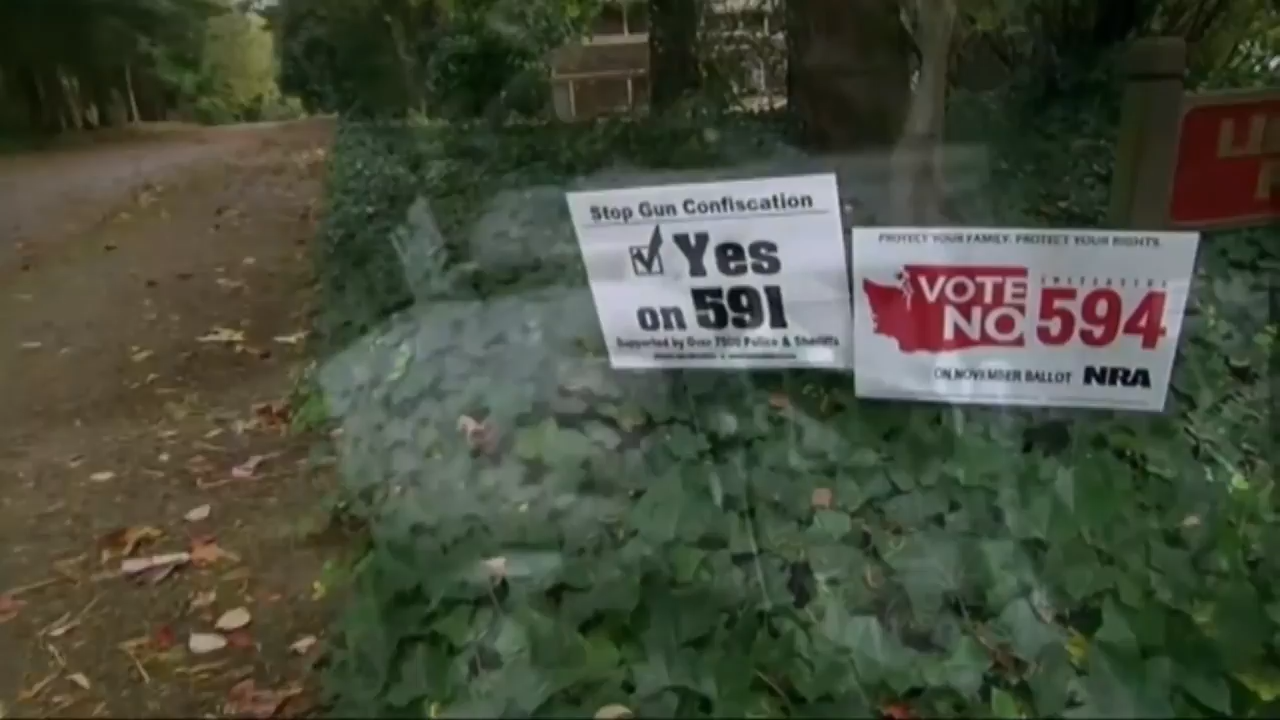 Stop Gun Confiscation
Yes
on 591
Supported by Over 7500 Police & Sheriffs
PROTECT YOUR FAMILY. PROTECT YOUR RIGHTS.
VOTE
NO
INITIATIVE
594
ON NOVEMBER BALLOT NRA